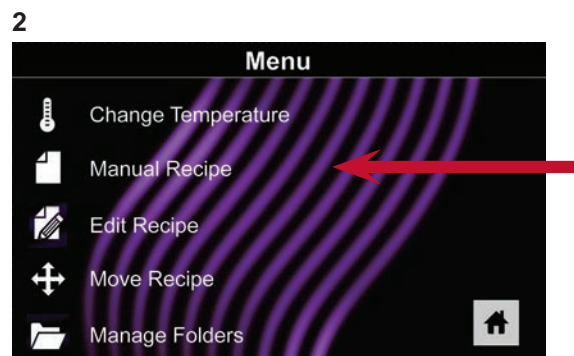 2
Menu
Change Temperature
Manual Recipe
Edit Recipe
Move Recipe
Manage Folders